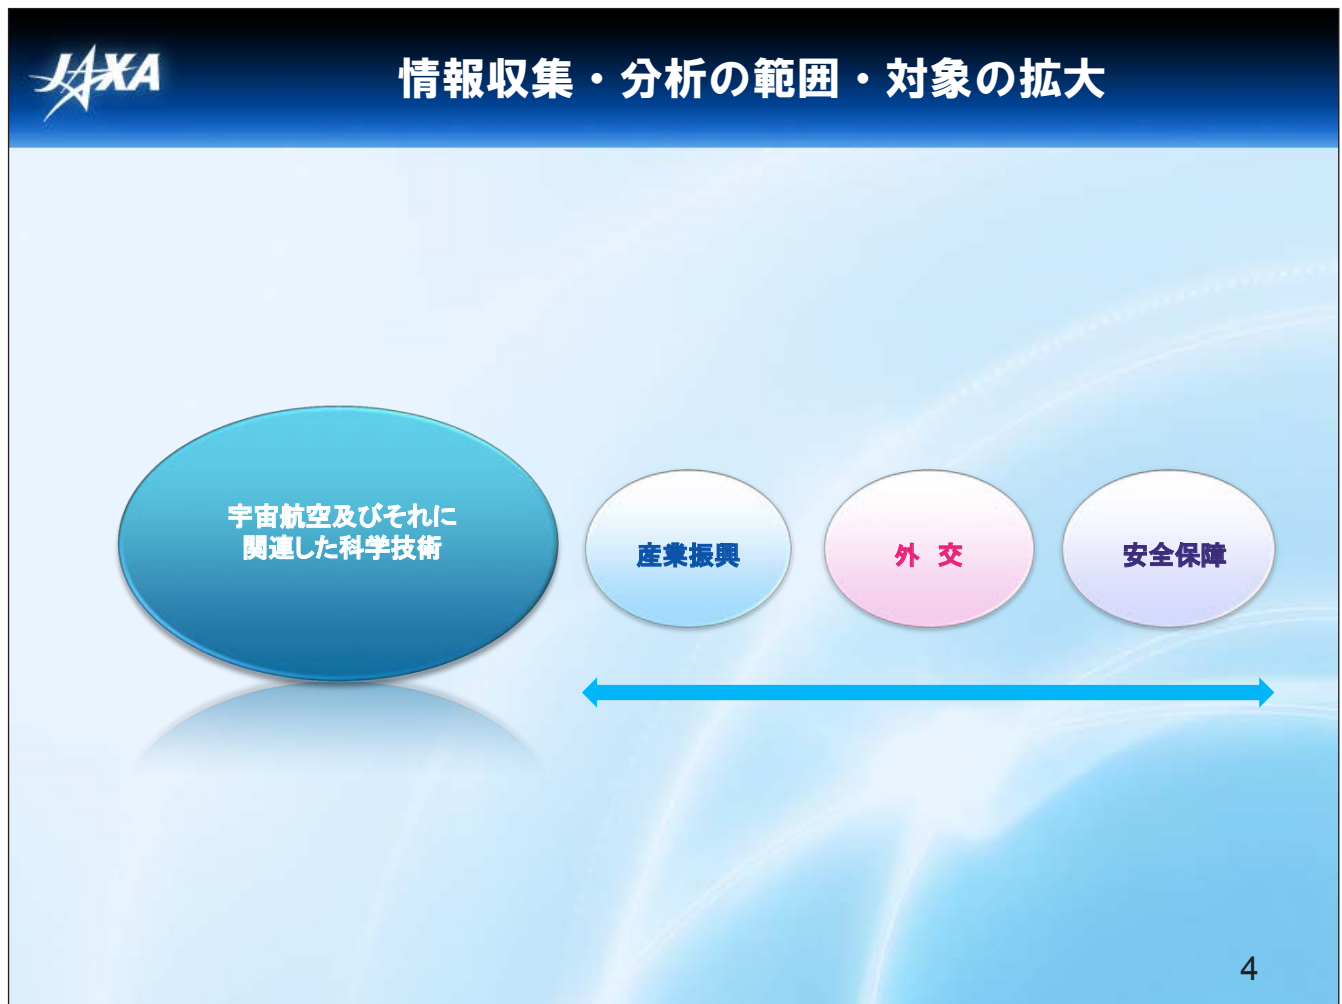 JAXA
情報収集・分析の範囲・対象の拡大
宇宙航空及びそれに
関連した科学技術
産業振興
外　交
安全保障
4